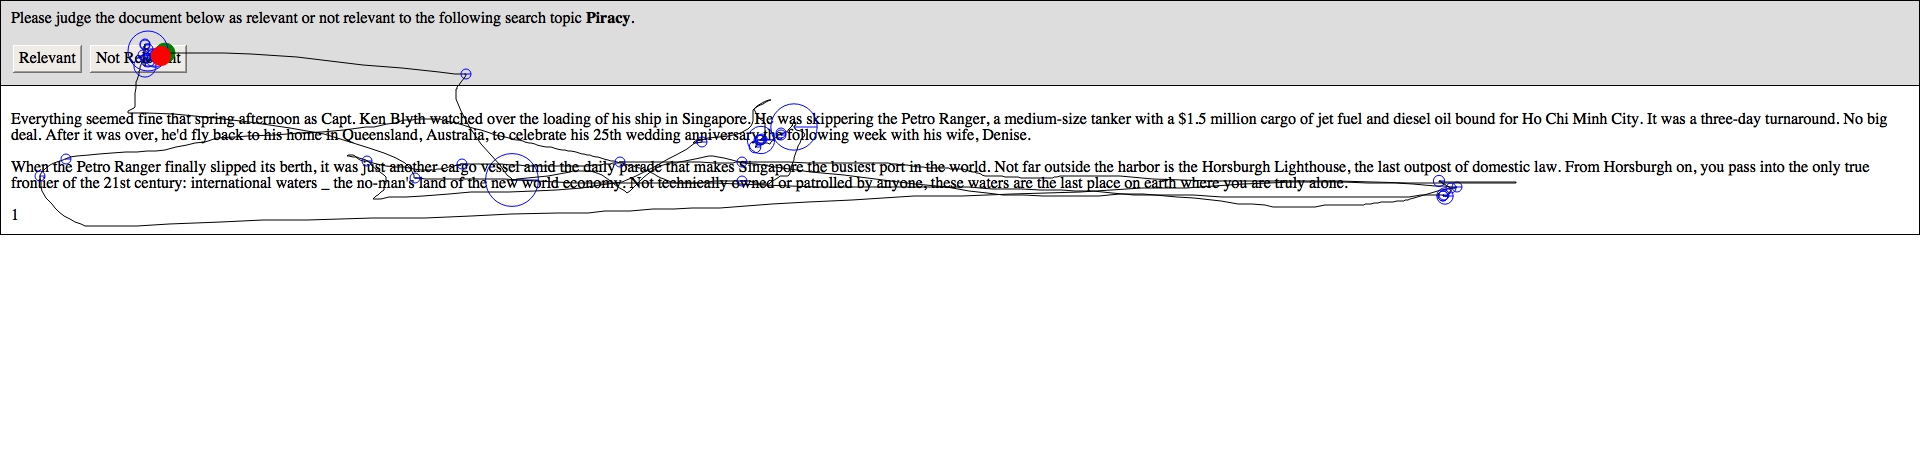 Please judge the document below as relevant or not relevant to the following search topic Piracy.
Relevant Not Relevant
Everything seemed fine that spring afternoon as Capt. Ken Blyth watched over the loading of his ship in Singapore. He was skippering the Petro Ranger, a medium-size tanker with a $1.5 million cargo of jet fuel and diesel oil bound for Ho Chi Minh City. It was a three-day turnaround. No big
deal. After it was over, he'd fly back to his home in Queensland, Australia, to celebrate his 25th wedding anniversary the following week with his wife, Denise.
When the Petro Ranger finally slipped its berth, it was just another cargo vessel amid the daily parade that makes Singapore the busiest port in the world. Not far outside the harbor is the Horsburgh Lighthouse, the last outpost of domestic law. From Horsburgh on, you pass into the only true
frontier of the 21st century: international waters _ the no-man's land of the new world economy. Not technically owned or patrolled by anyone, these waters are the last place on earth where you are truly alone.
1